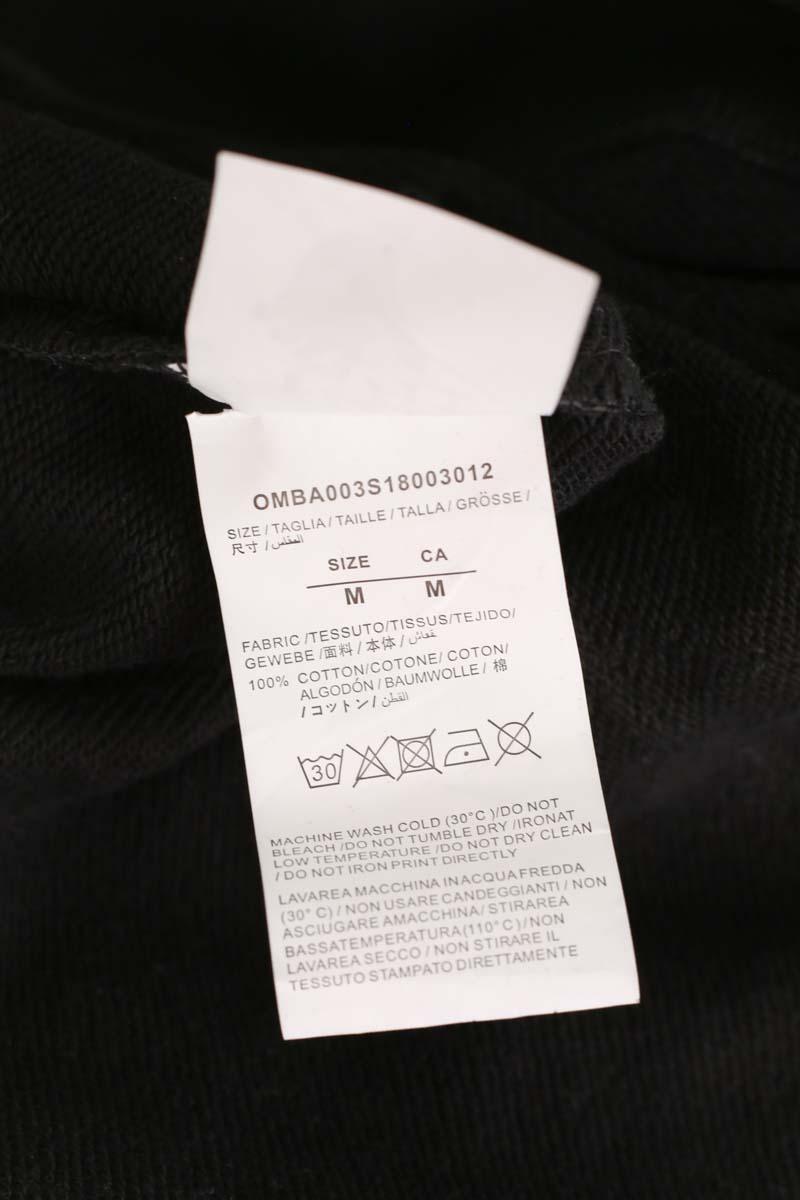 OMBA003S18003012
SIZE / TAGLIA / TAILLE / TALLA / GRÖSSE /
尺寸 / المقاس
SIZE CA
M M
FABRIC /TESSUTO/TISSUS/TEJIDO/
GEWEBE /面料 / 本体 / قماش
100% COTTON/COTONE/ COTON/
ALGODÓN / BAUMWOLLE / 棉
/ コットン/ القطن
30
MACHINE WASH COLD (30°C )/DO NOT
BLEACH /DO NOT TUMBLE DRY /IRONAT
LOW TEMPERATURE /DO NOT DRY CLEAN
/ DO NOT IRON PRINT DIRECTLY
LAVAREA MACCHINA INACQUA FREDDA
(30° C) / NON USARE CANDEGGIANTI / NON
ASCIUGARE AMACCHINA/ STIRAREA
BASSATEMPERATURA(110°C)/NON
LAVAREA SECCO / NON STIRARE IL
TESSUTO STAMPATO DIRETTAMENTE